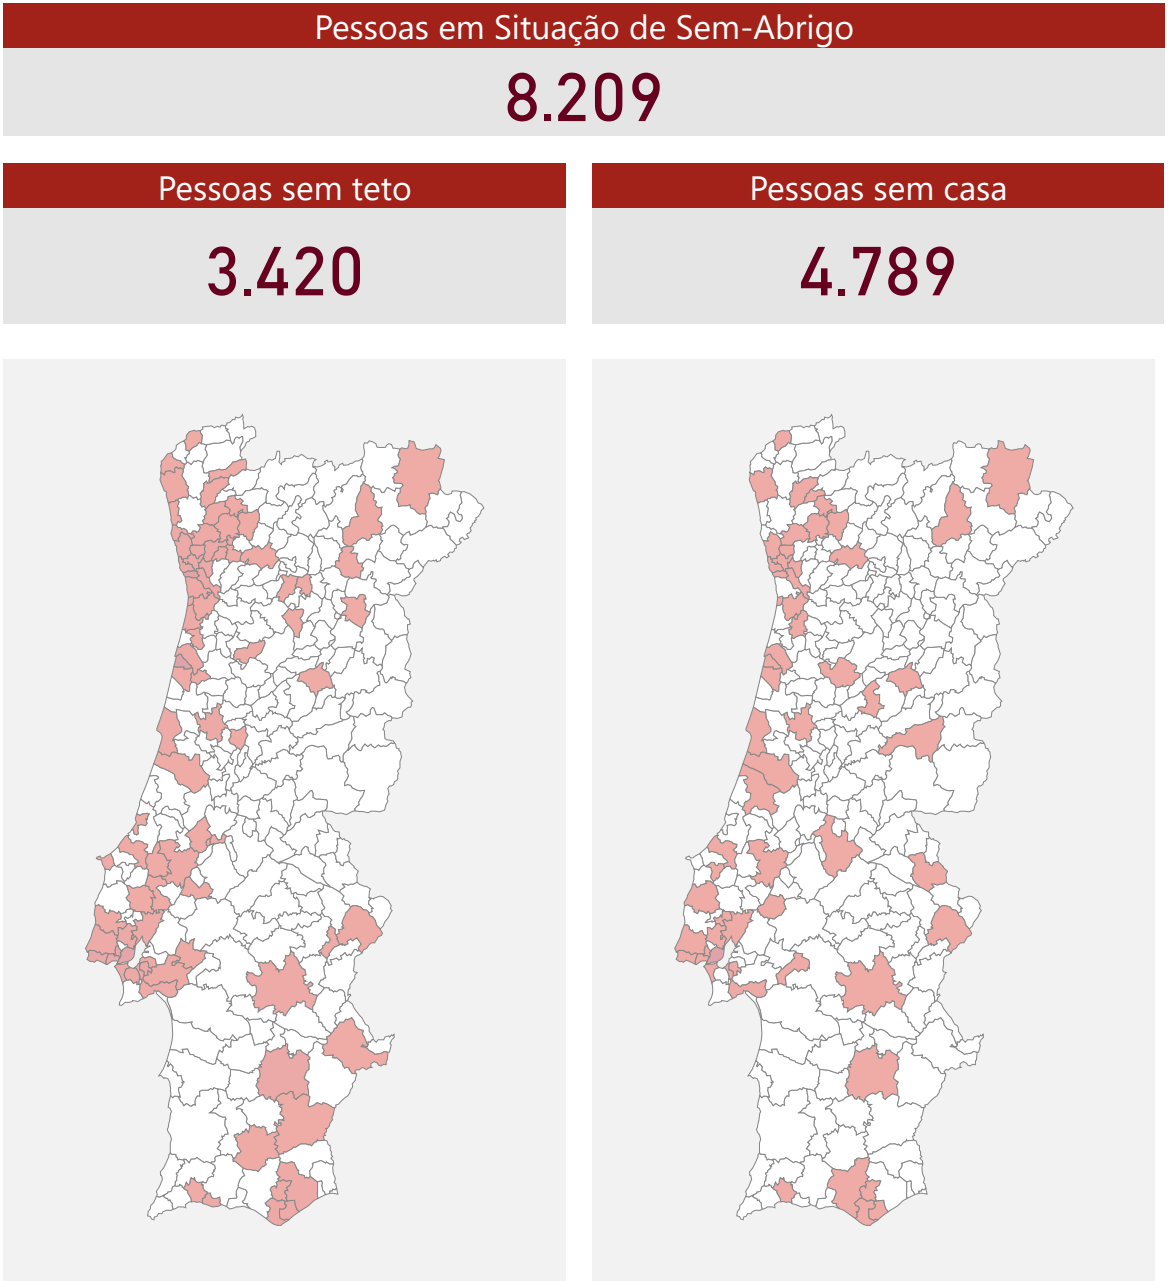 Pessoas em Situação de Sem-Abrigo
8.209
Pessoas sem teto
3.420
Pessoas sem casa
4.789